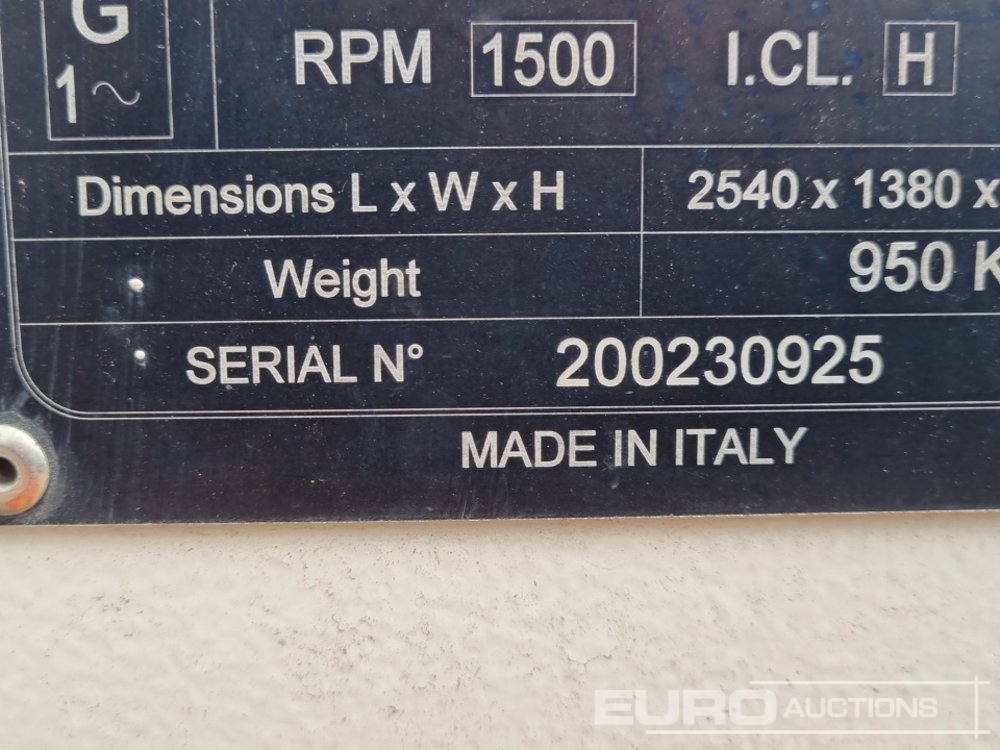 G
1~
RPM 1500 I.CL. H
Dimensions L x W x H 2540 x 1380 x
Weight 950 K
SERIAL N° 200230925
MADE IN ITALY
EURO AUCTIONS